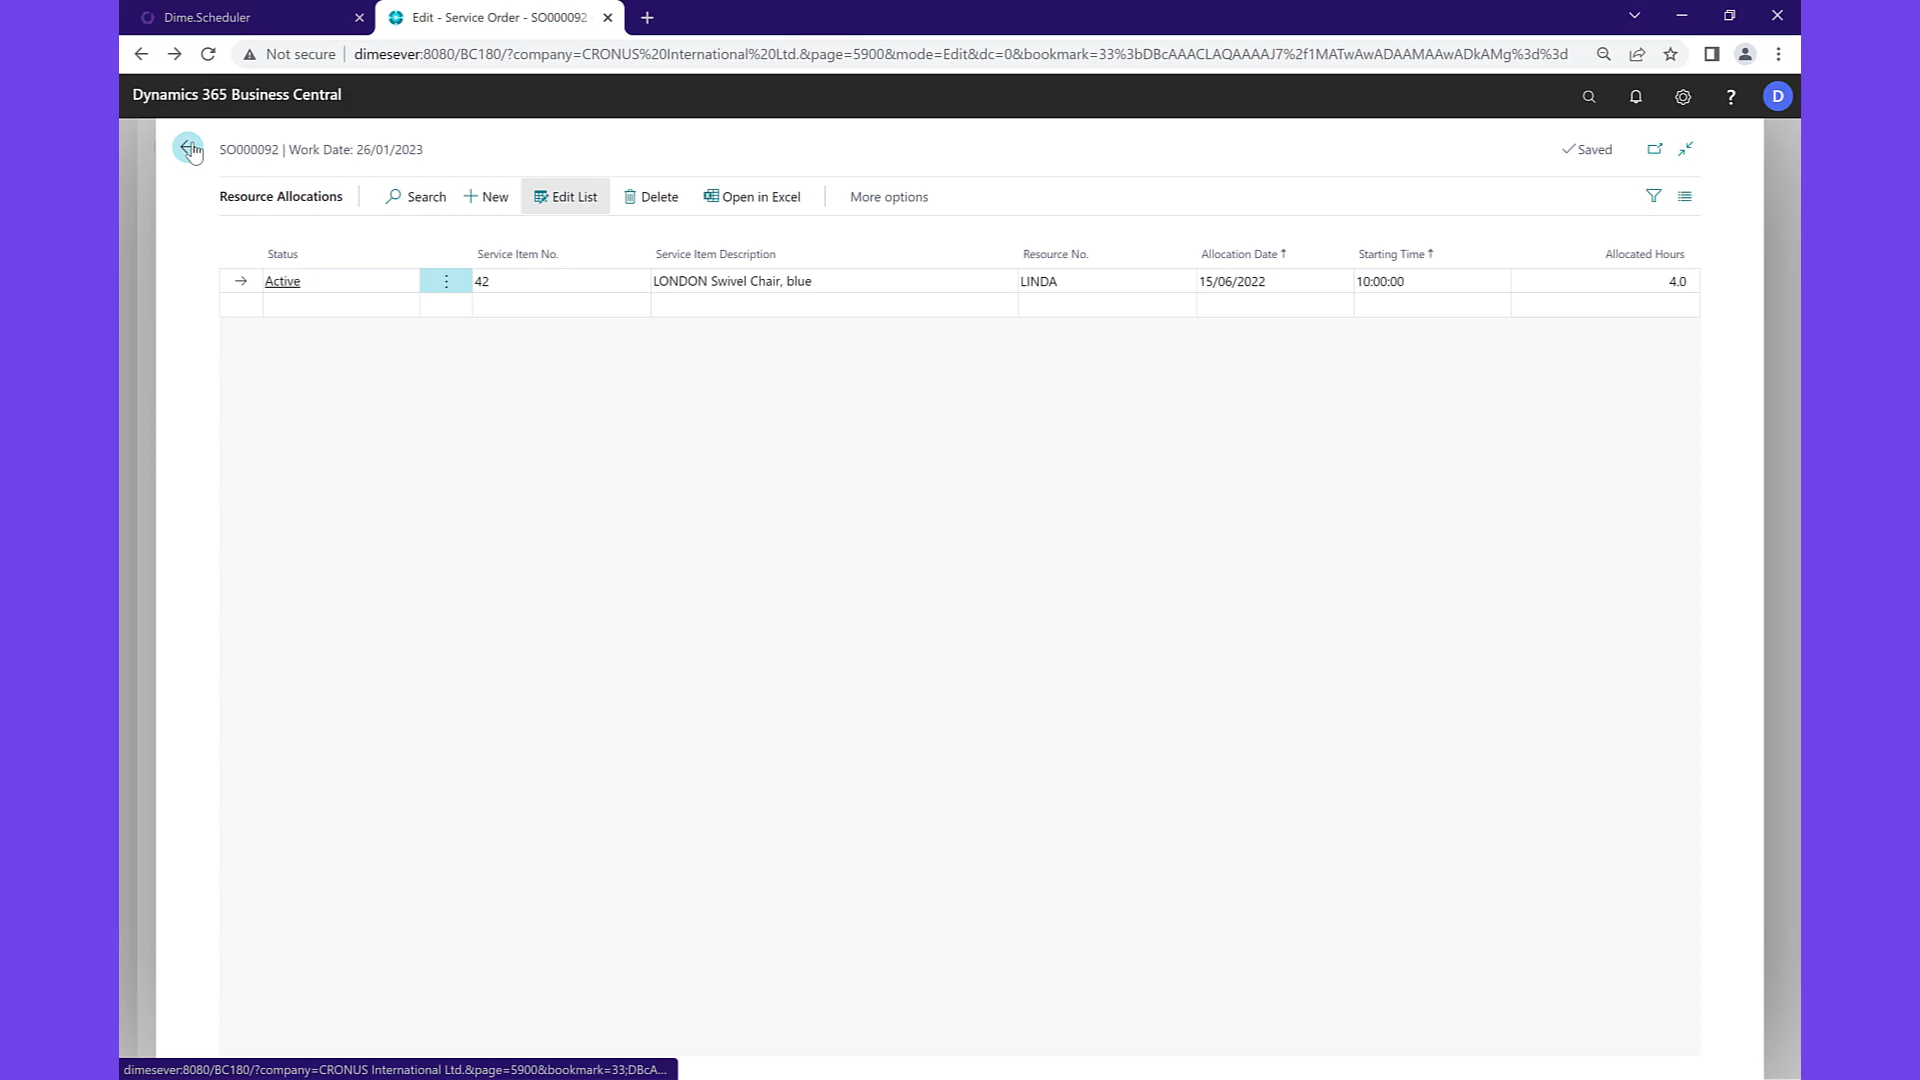 Dime.Scheduler
Edit - Service Order - SO000092
Not secure
dimesever:8080/BC180/?company=CRONUS%20International%20Ltd.&page=5900&mode=Edit&dc=0&bookmark=33%3bDBcAAACLAQAAAAJ7%2f1MATwAwADAAMAAwADkAMg%3d%3d
Dynamics 365 Business Central
?
D
SO000092 | Work Date: 26/01/2023
Saved
Resource Allocations
Search
New
Edit List
Delete
Open in Excel
More options
Status
Service Item No.
Service Item Description
Resource No.
Allocation Date ↑
Starting Time ↑
Allocated Hours
Active
42
LONDON Swivel Chair, blue
LINDA
15/06/2022
10:00:00
4.0
dimesever:8080/BC180/?company=CRONUS International Ltd.&page=5900&bookmark=33;DBcA...